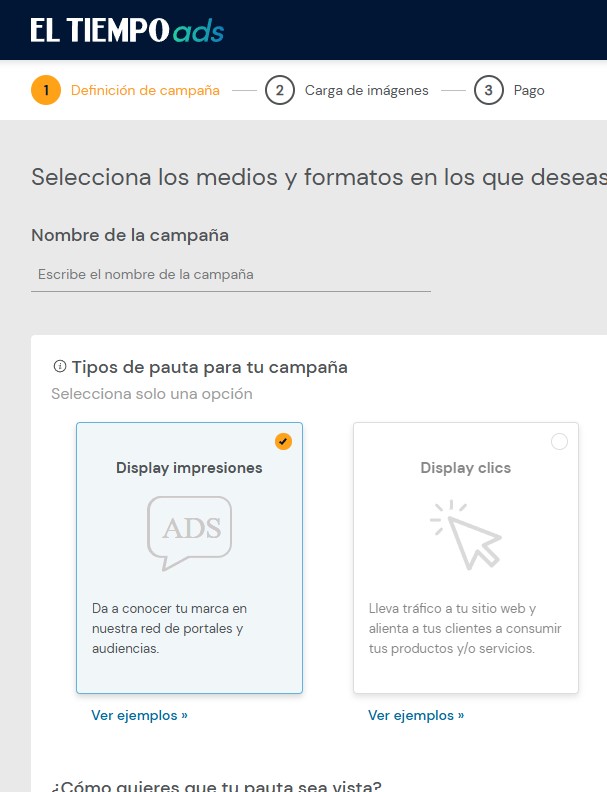 EL TIEMPO ads
1 Definición de campaña 2 Carga de imágenes 3 Pago
Selecciona los medios y formatos en los que deseas
Nombre de la campaña
Escribe el nombre de la campaña
Tipos de pauta para tu campaña
Selecciona solo una opción
Display impresiones
ADS
Da a conocer tu marca en
nuestra red de portales y
audiencias.
Ver ejemplos »
Display clics
Lleva tráfico a tu sitio web y
alienta a tus clientes a consumir
tus productos y/o servicios.
Ver ejemplos »
¿Cómo quieres que tu pauta sea vista?